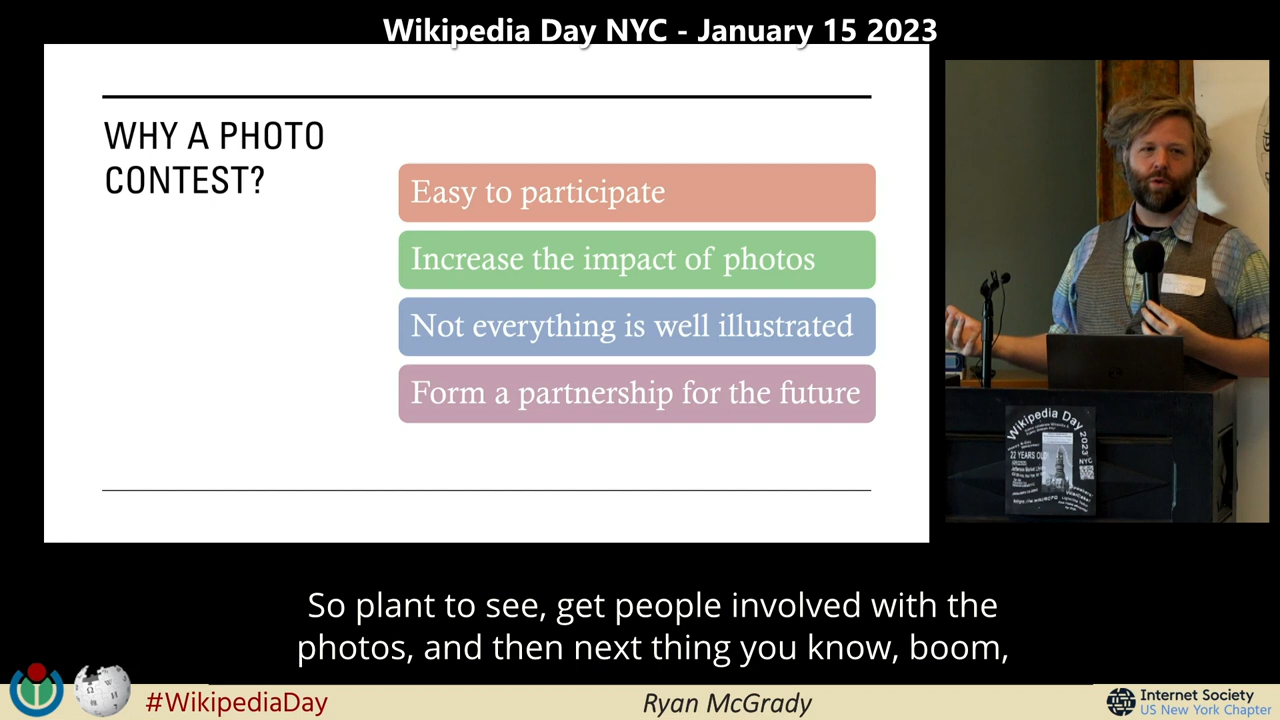 Wikipedia Day NYC - January 15 2023
WHY A PHOTO
CONTEST?
Easy to participate
Increase the impact of photos
Not everything is well illustrated
Form a partnership for the future
Wikipedia Day
2023
NYC
22 YEARS OLD!
So plant to see, get people involved with the
photos, and then next thing you know, boom,
#WikipediaDay
Ryan McGrady
Internet Society
US New York Chapter